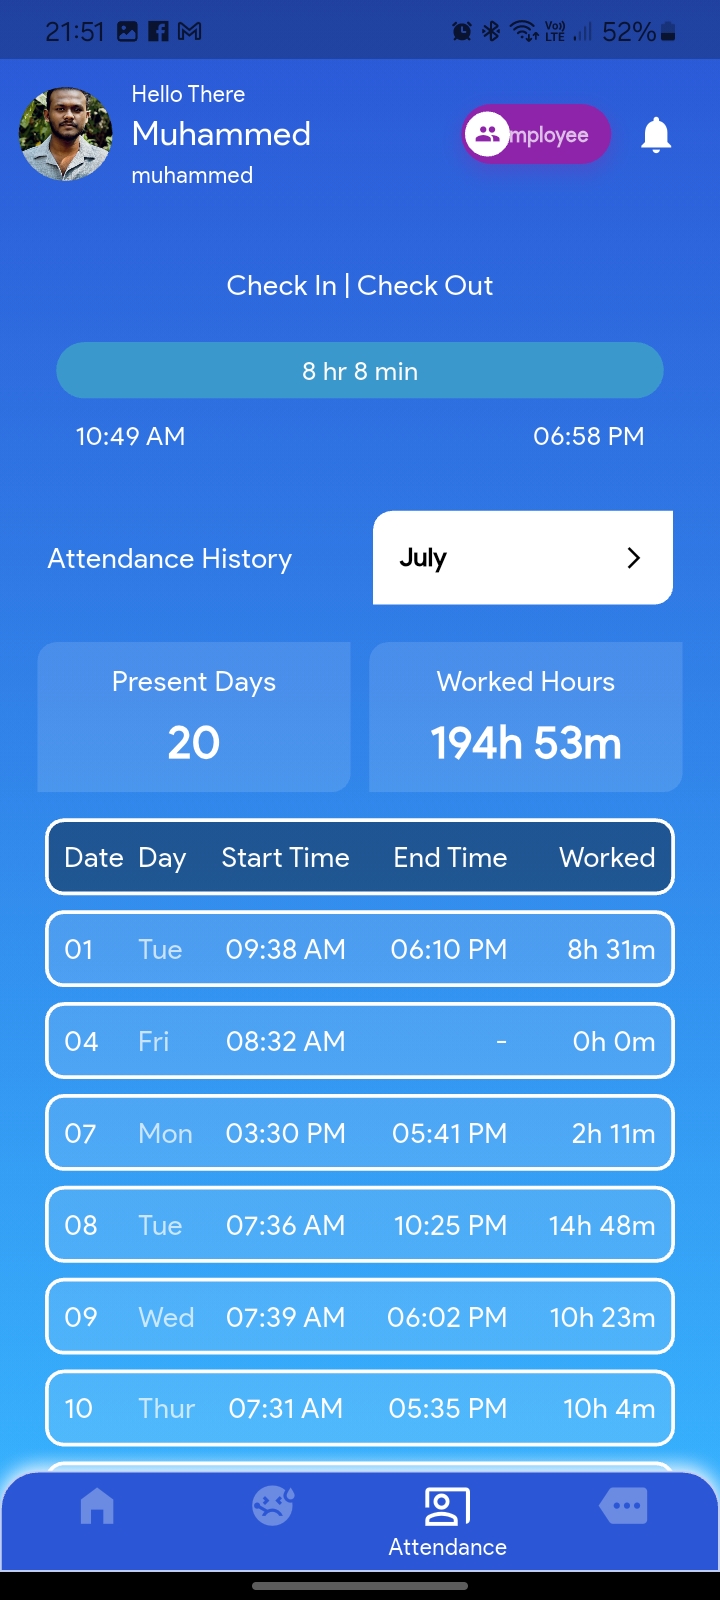 21:51 Vo)) LTE 52%
Hello There
Muhammed
muhammed
mployee
Check In | Check Out
8 hr 8 min
10:49 AM 06:58 PM
Attendance History July
Present Days Worked Hours
20 194h 53m
Date Day Start Time End Time Worked
01 Tue 09:38 AM 06:10 PM 8h 31m
04 Fri 08:32 AM - 0h 0m
07 Mon 03:30 PM 05:41 PM 2h 11m
08 Tue 07:36 AM 10:25 PM 14h 48m
09 Wed 07:39 AM 06:02 PM 10h 23m
10 Thur 07:31 AM 05:35 PM 10h 4m
Attendance